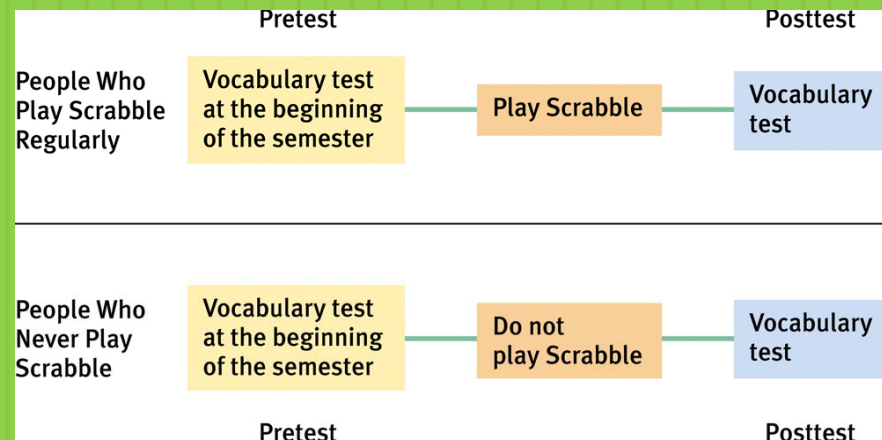 Pretest
Posttest
People Who
Play Scrabble
Regularly
Vocabulary test
at the beginning
of the semester
Play Scrabble
Vocabulary
test
People Who
Never Play
Scrabble
Vocabulary test
at the beginning
of the semester
Do not
play Scrabble
Vocabulary
test
Pretest
Posttest